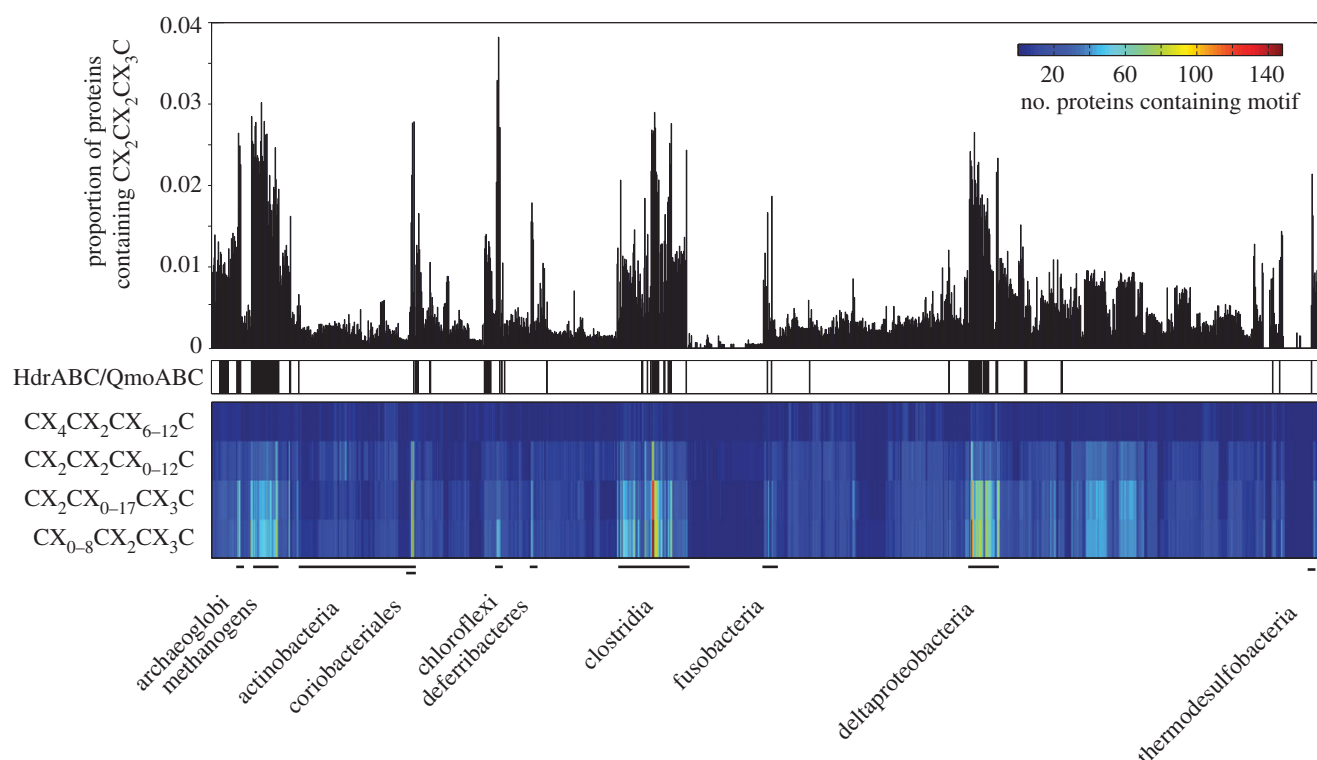 0.04
0.03
0.02
0.01
0
proportion of proteins
containing CX₂CX₂CX₃C
20 60 100 140
no. proteins containing motif
HdrABC/QmoABC
CX₄CX₂CX₆₋₁₂C
CX₂CX₂CX₀₋₁₂C
CX₂CX₀₋₁₇CX₃C
CX₀₋₈CX₂CX₃C
archaeoglobi
methanogens
actinobacteria
coriobacteriales
chloroflexi
deferribacteres
clostridia
fusobacteria
deltaproteobacteria
thermodesulfobacteria